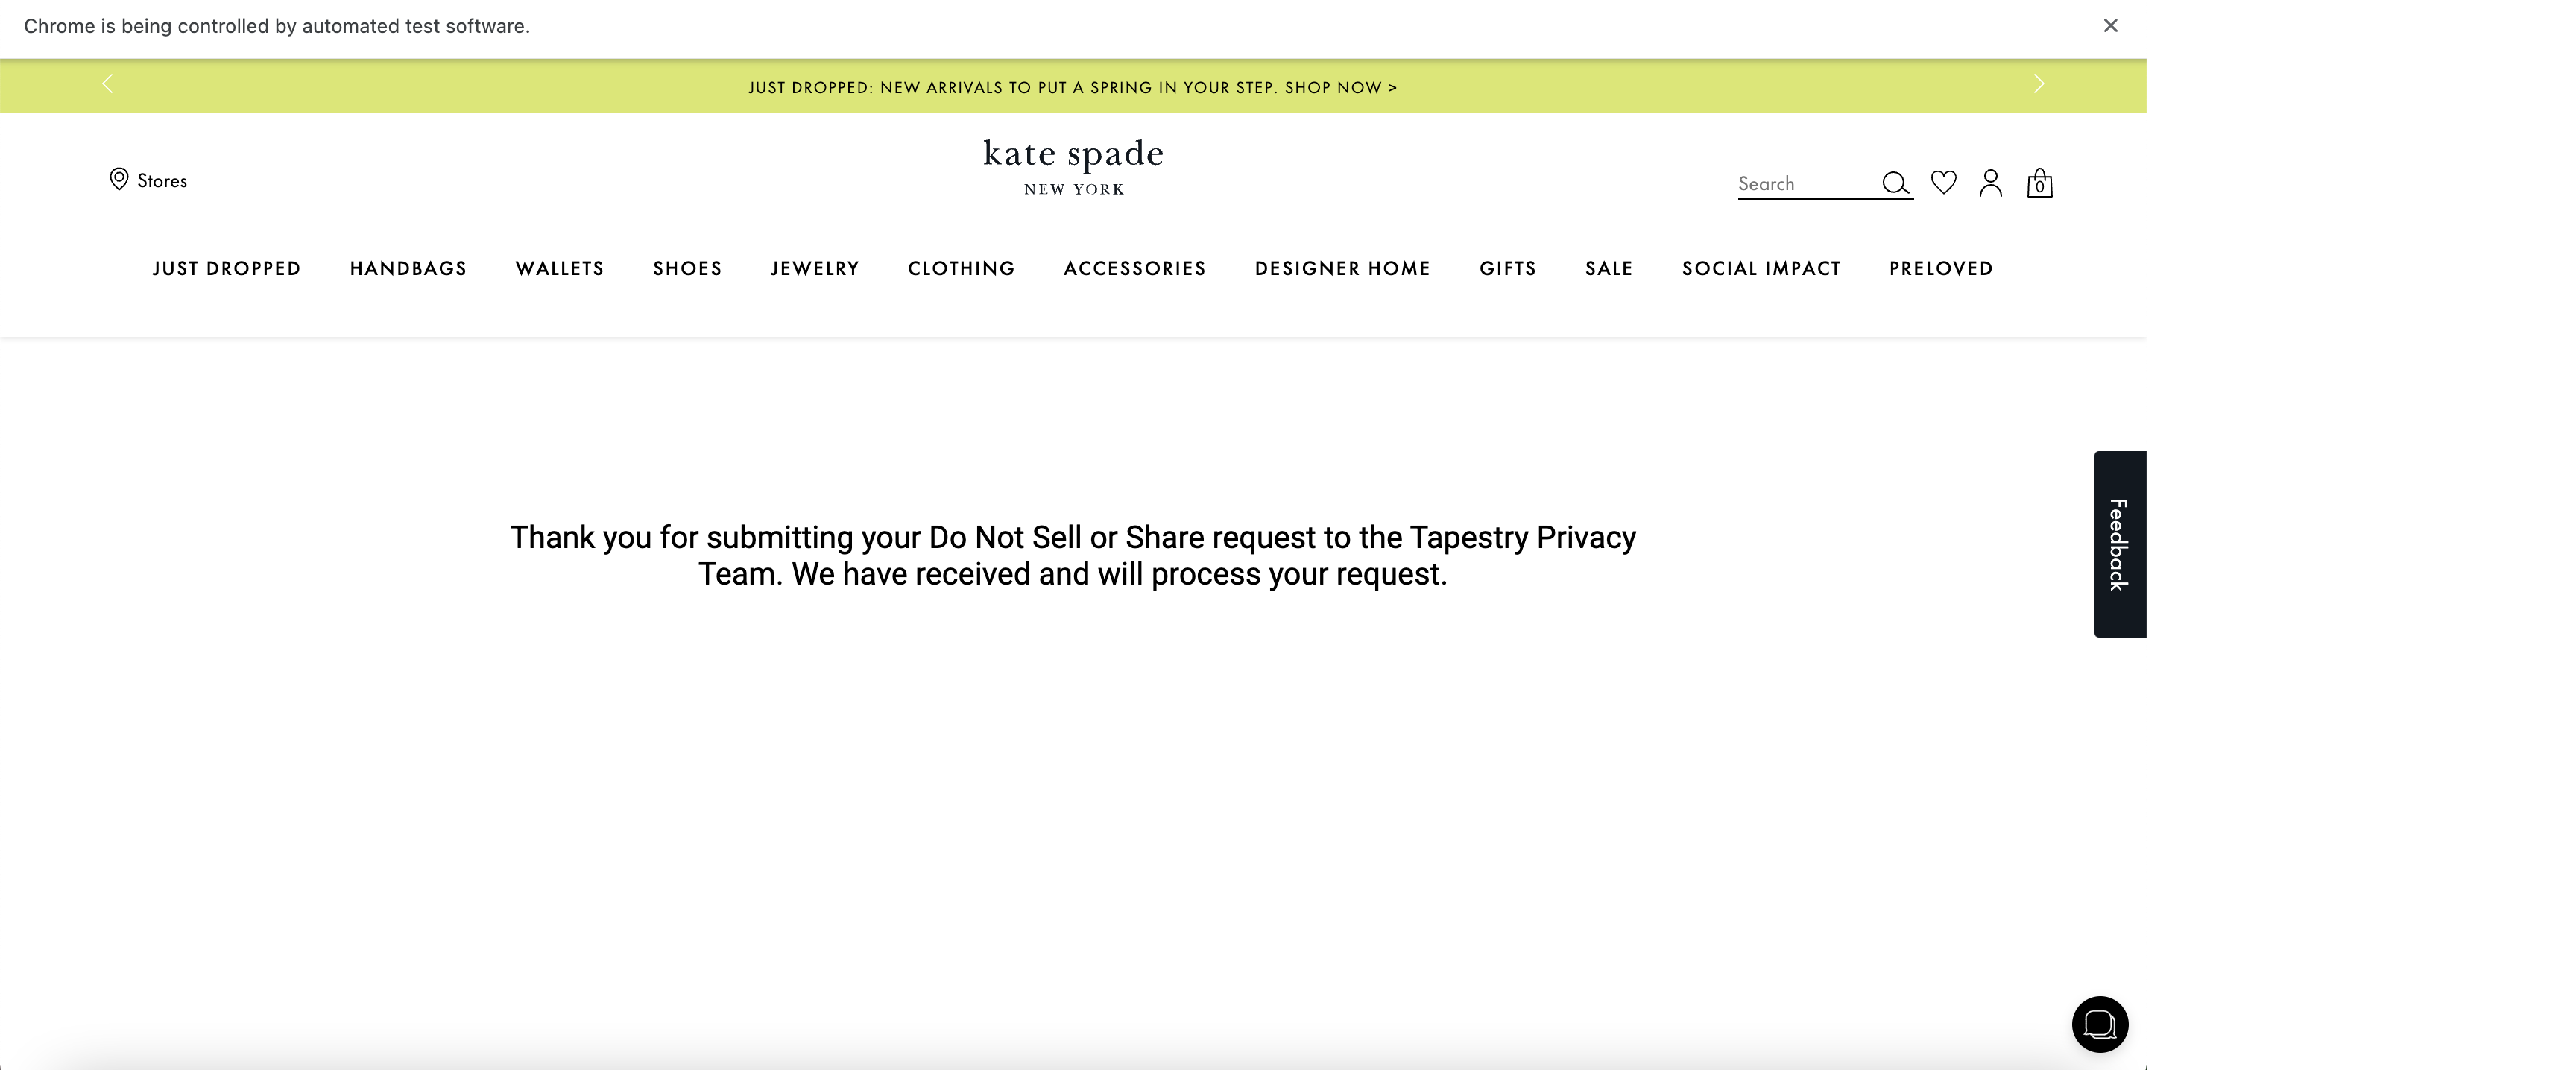 Chrome is being controlled by automated test software.
JUST DROPPED: NEW ARRIVALS TO PUT A SPRING IN YOUR STEP. SHOP NOW >
kate spade
NEW YORK
Stores
Search
0
JUST DROPPED HANDBAGS WALLETS SHOES JEWELRY CLOTHING ACCESSORIES DESIGNER HOME GIFTS SALE SOCIAL IMPACT PRELOVED
Feedback
Thank you for submitting your Do Not Sell or Share request to the Tapestry Privacy
Team. We have received and will process your request.